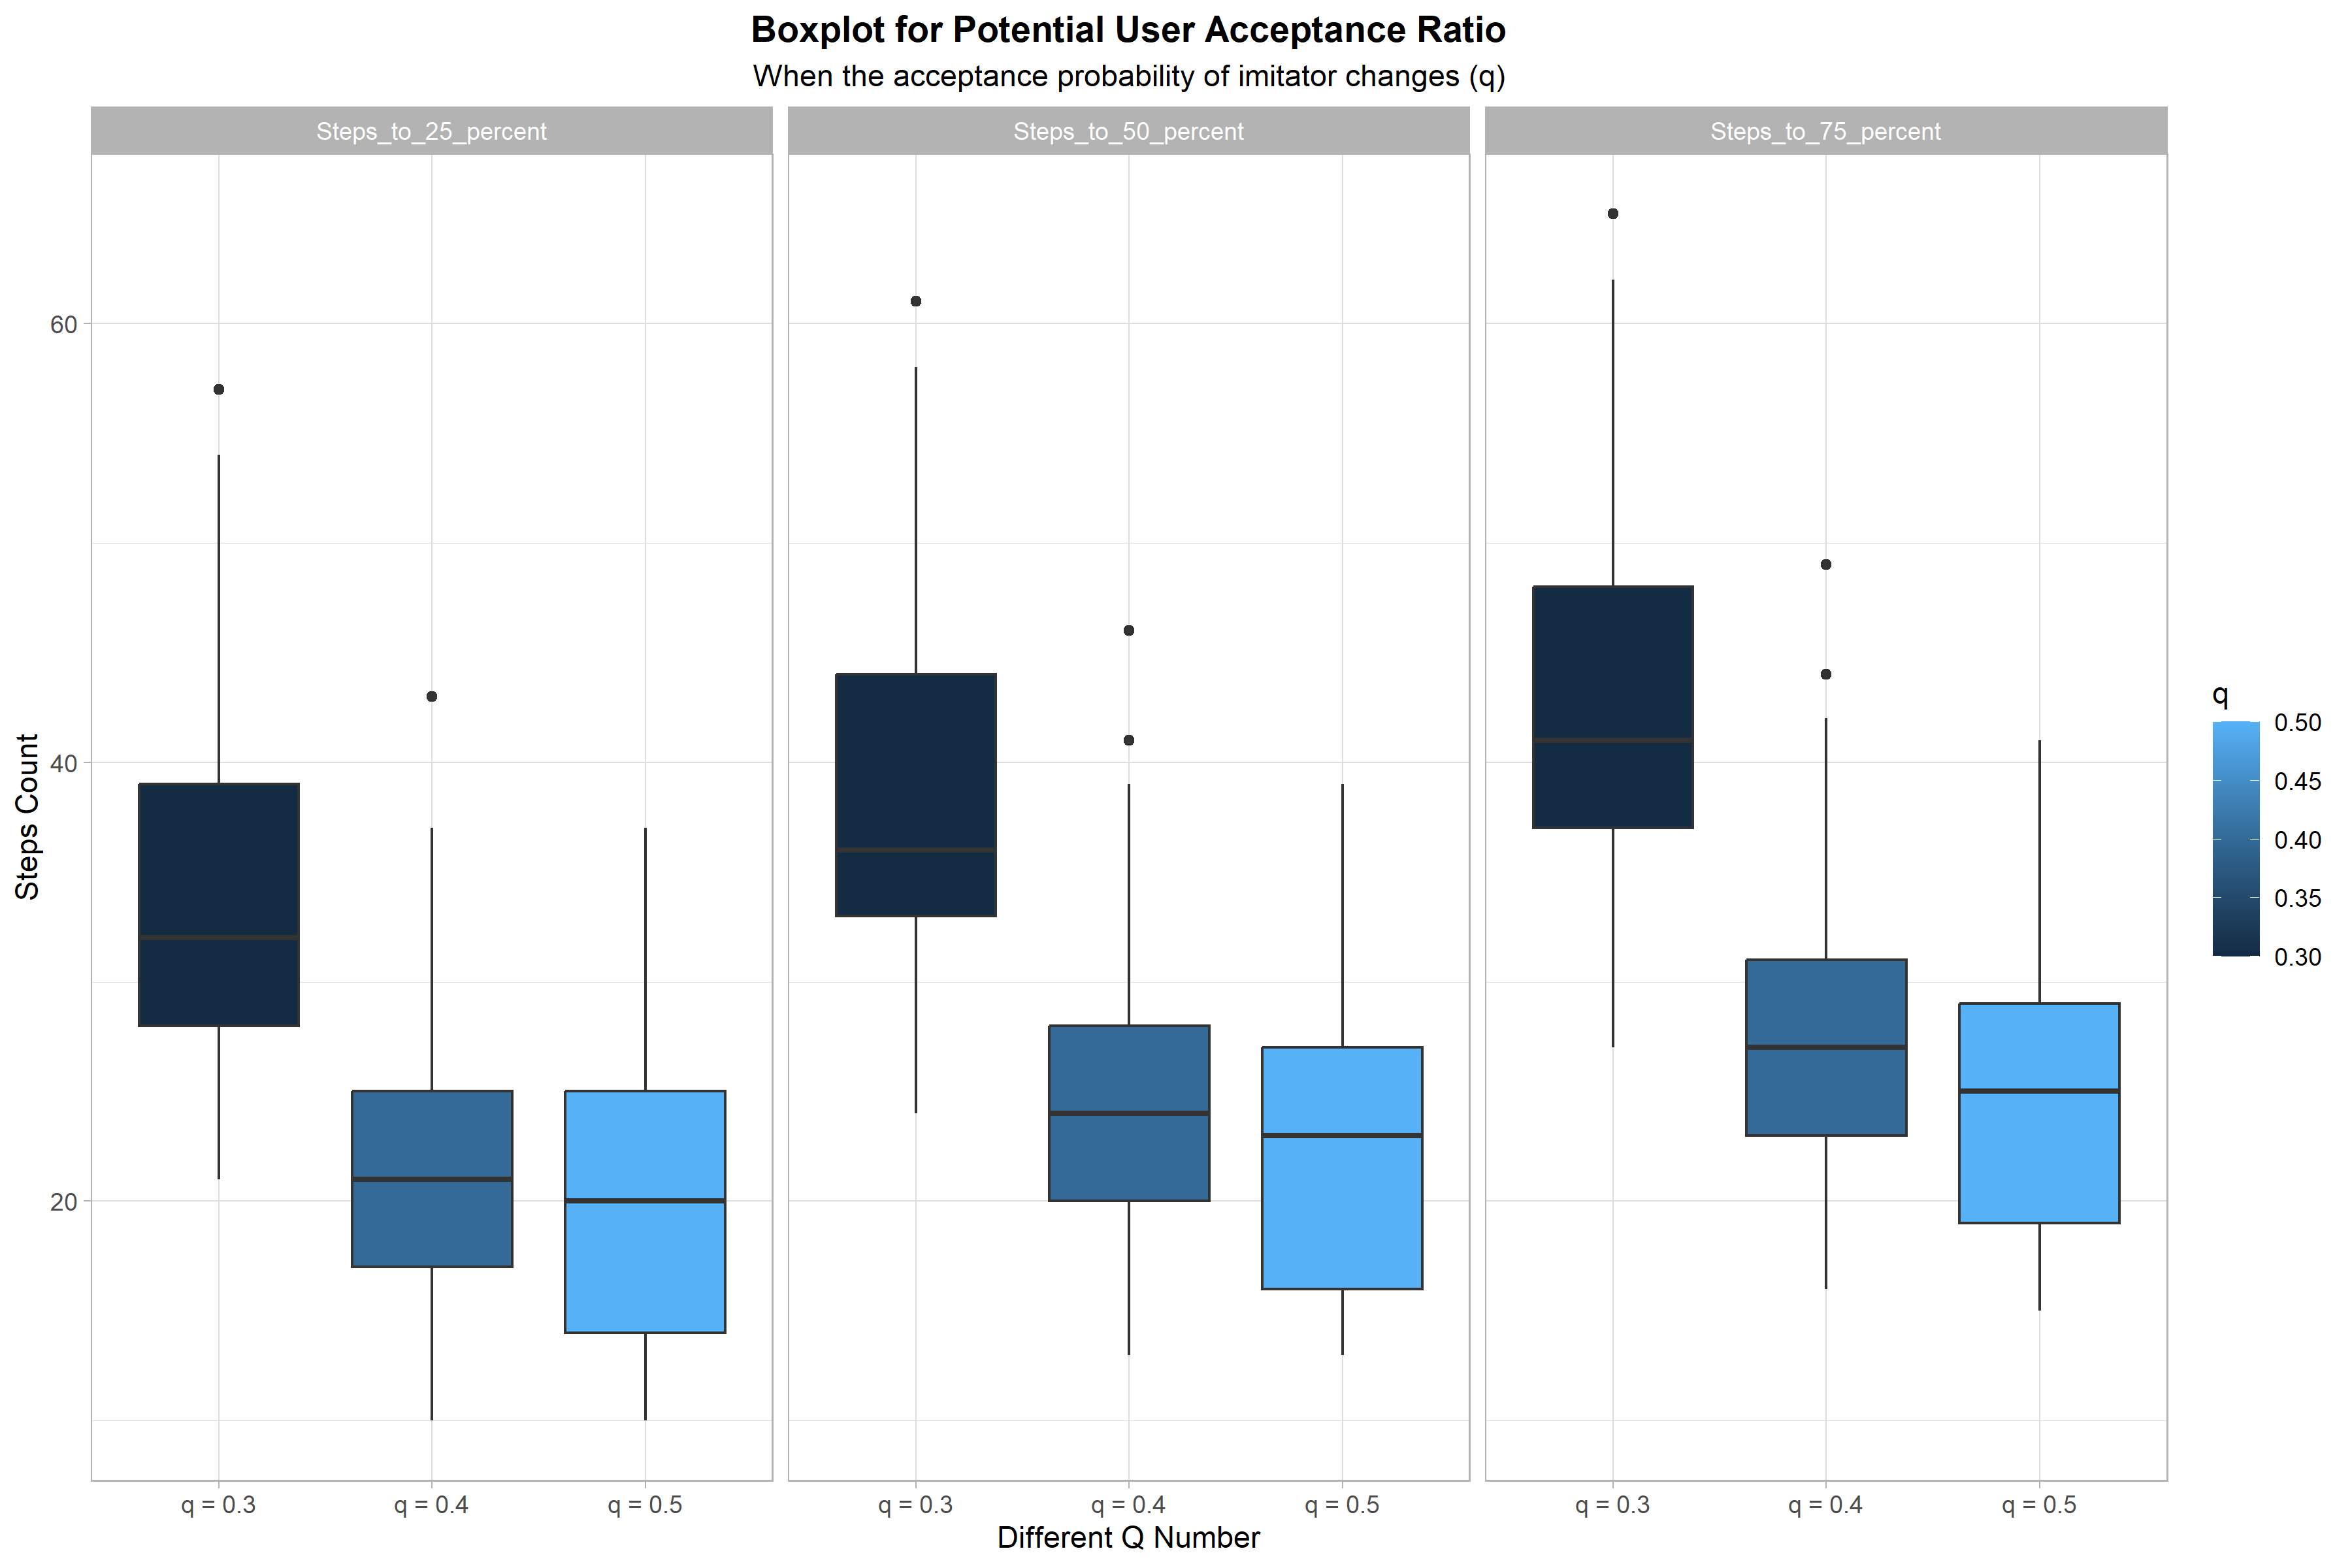 Boxplot for Potential User Acceptance Ratio
When the acceptance probability of imitator changes (q)
Steps_to_25_percent
Steps_to_50_percent
Steps_to_75_percent
Steps Count
60
40
20
q = 0.3
q = 0.4
q = 0.5
q = 0.3
q = 0.4
q = 0.5
q = 0.3
q = 0.4
q = 0.5
Different Q Number
q
0.50
0.45
0.40
0.35
0.30